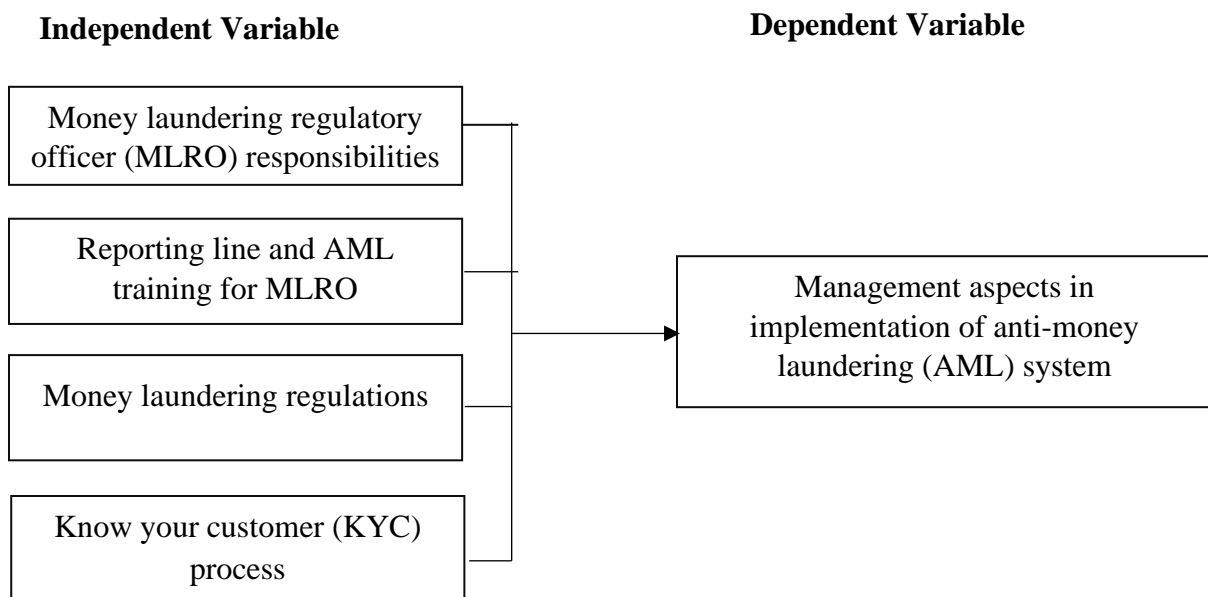 Independent Variable
Dependent Variable
Money laundering regulatory
officer (MLRO) responsibilities
Reporting line and AML
training for MLRO
Money laundering regulations
Know your customer (KYC)
process
Management aspects in
implementation of anti-money
laundering (AML) system